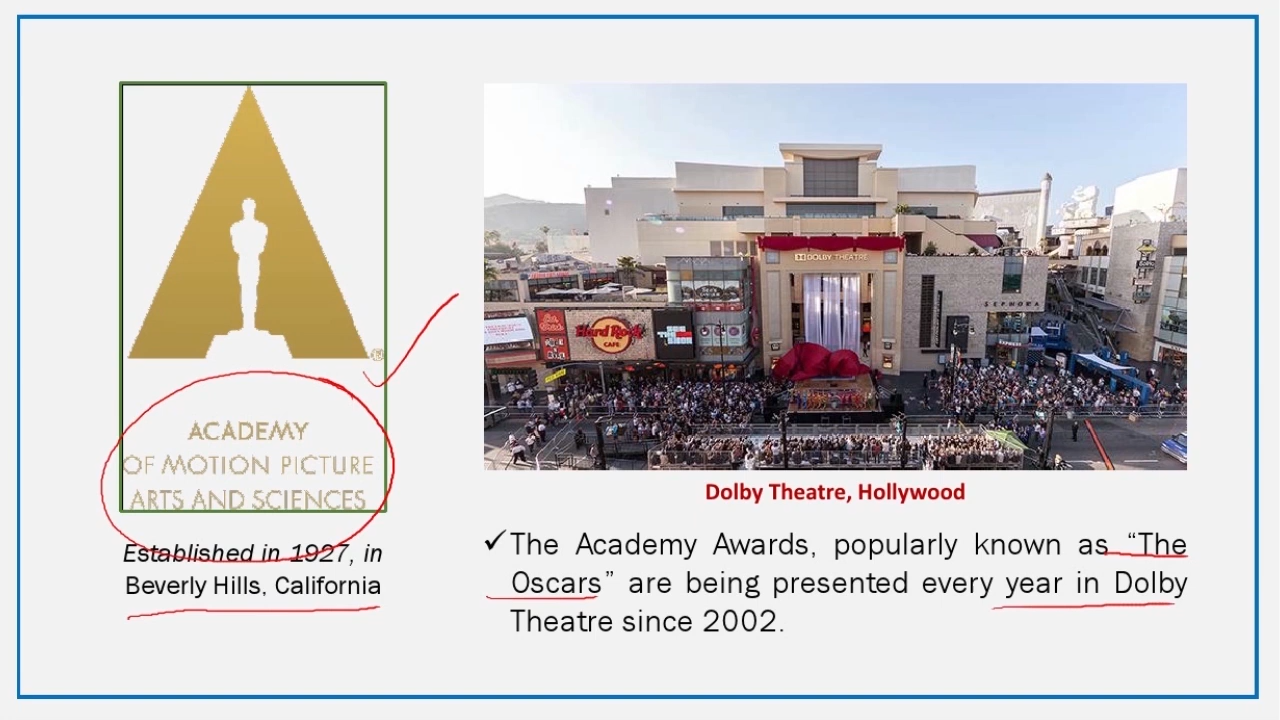 ®
ACADEMY
OF MOTION PICTURE
ARTS AND SCIENCES
Established in 1927, in
Beverly Hills, California
DOLBY THEATRE
Hard Rock
CAFE
SEPHORA
EXPRESS
Dolby Theatre, Hollywood
✓The Academy Awards, popularly known as “The
Oscars” are being presented every year in Dolby
Theatre since 2002.